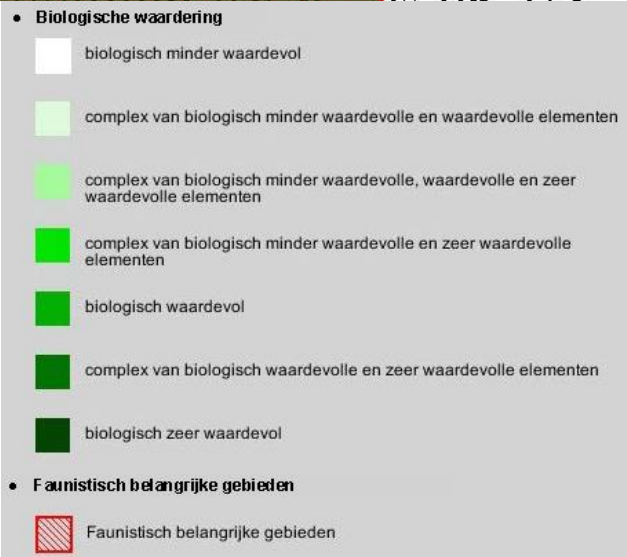 Biologische waardering
biologisch minder waardevol
complex van biologisch minder waardevolle en waardevolle elementen
complex van biologisch minder waardevolle, waardevolle en zeer
waardevolle elementen
complex van biologisch minder waardevolle en zeer waardevolle
elementen
biologisch waardevol
complex van biologisch waardevolle en zeer waardevolle elementen
biologisch zeer waardevol
Faunistisch belangrijke gebieden
Faunistisch belangrijke gebieden